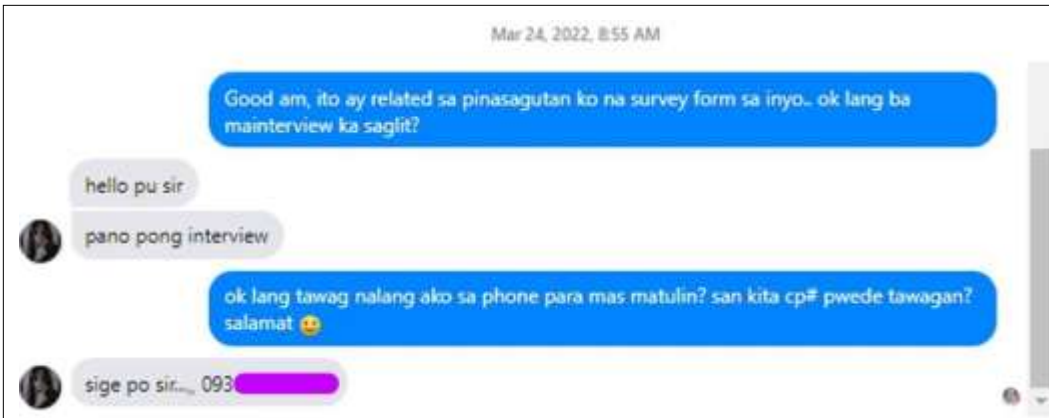 Mar 24, 2022, 8:55 AM
Good am, ito ay related sa pinasagutan ko na survey form sa inyo.. ok lang ba
mainterview ka saglit?
hello pu sir
pano pong interview
ok lang tawag nalang ako sa phone para mas matulin? san kita cp# pwede tawagan?
salamat 🙂
sige po sir.... 093